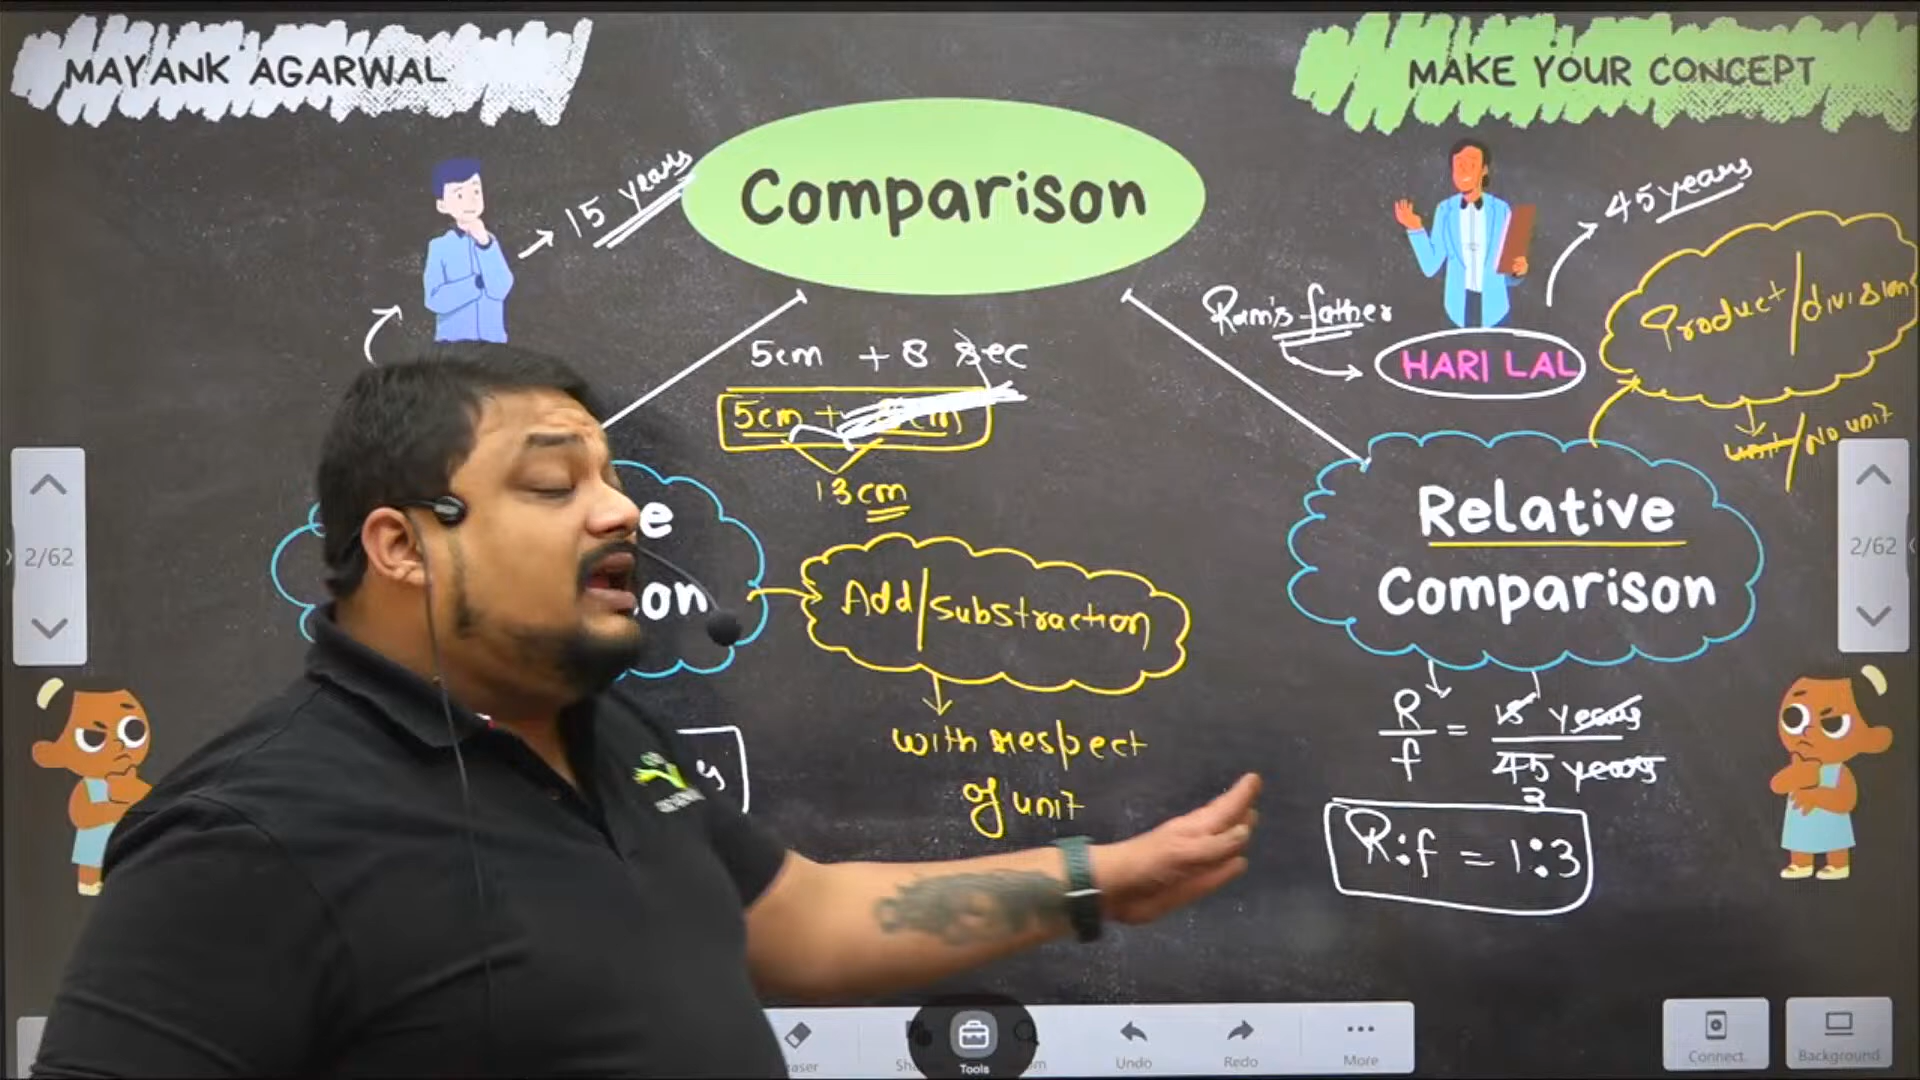 MAYANK AGARWAL
MAKE YOUR CONCEPT
Comparison
15 years
45 years
Ram's father
HARI LAL
Product/division
unit/No unit
5cm + 8 sec
5cm +
13cm
e
on
Add/substraction
with respect
of unit
Relative
Comparison
R/f = 15 years/45 years
3
R:f = 1:3
2/62
2/62
Tools
Undo
Redo
More
Connect
Background